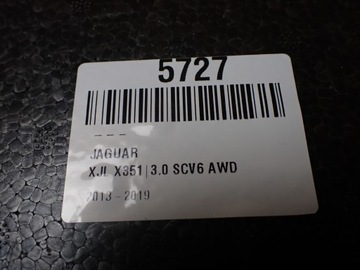 5727
---
JAGUAR
XJL X351 3.0 SCV6 AWD
2013 - 2019